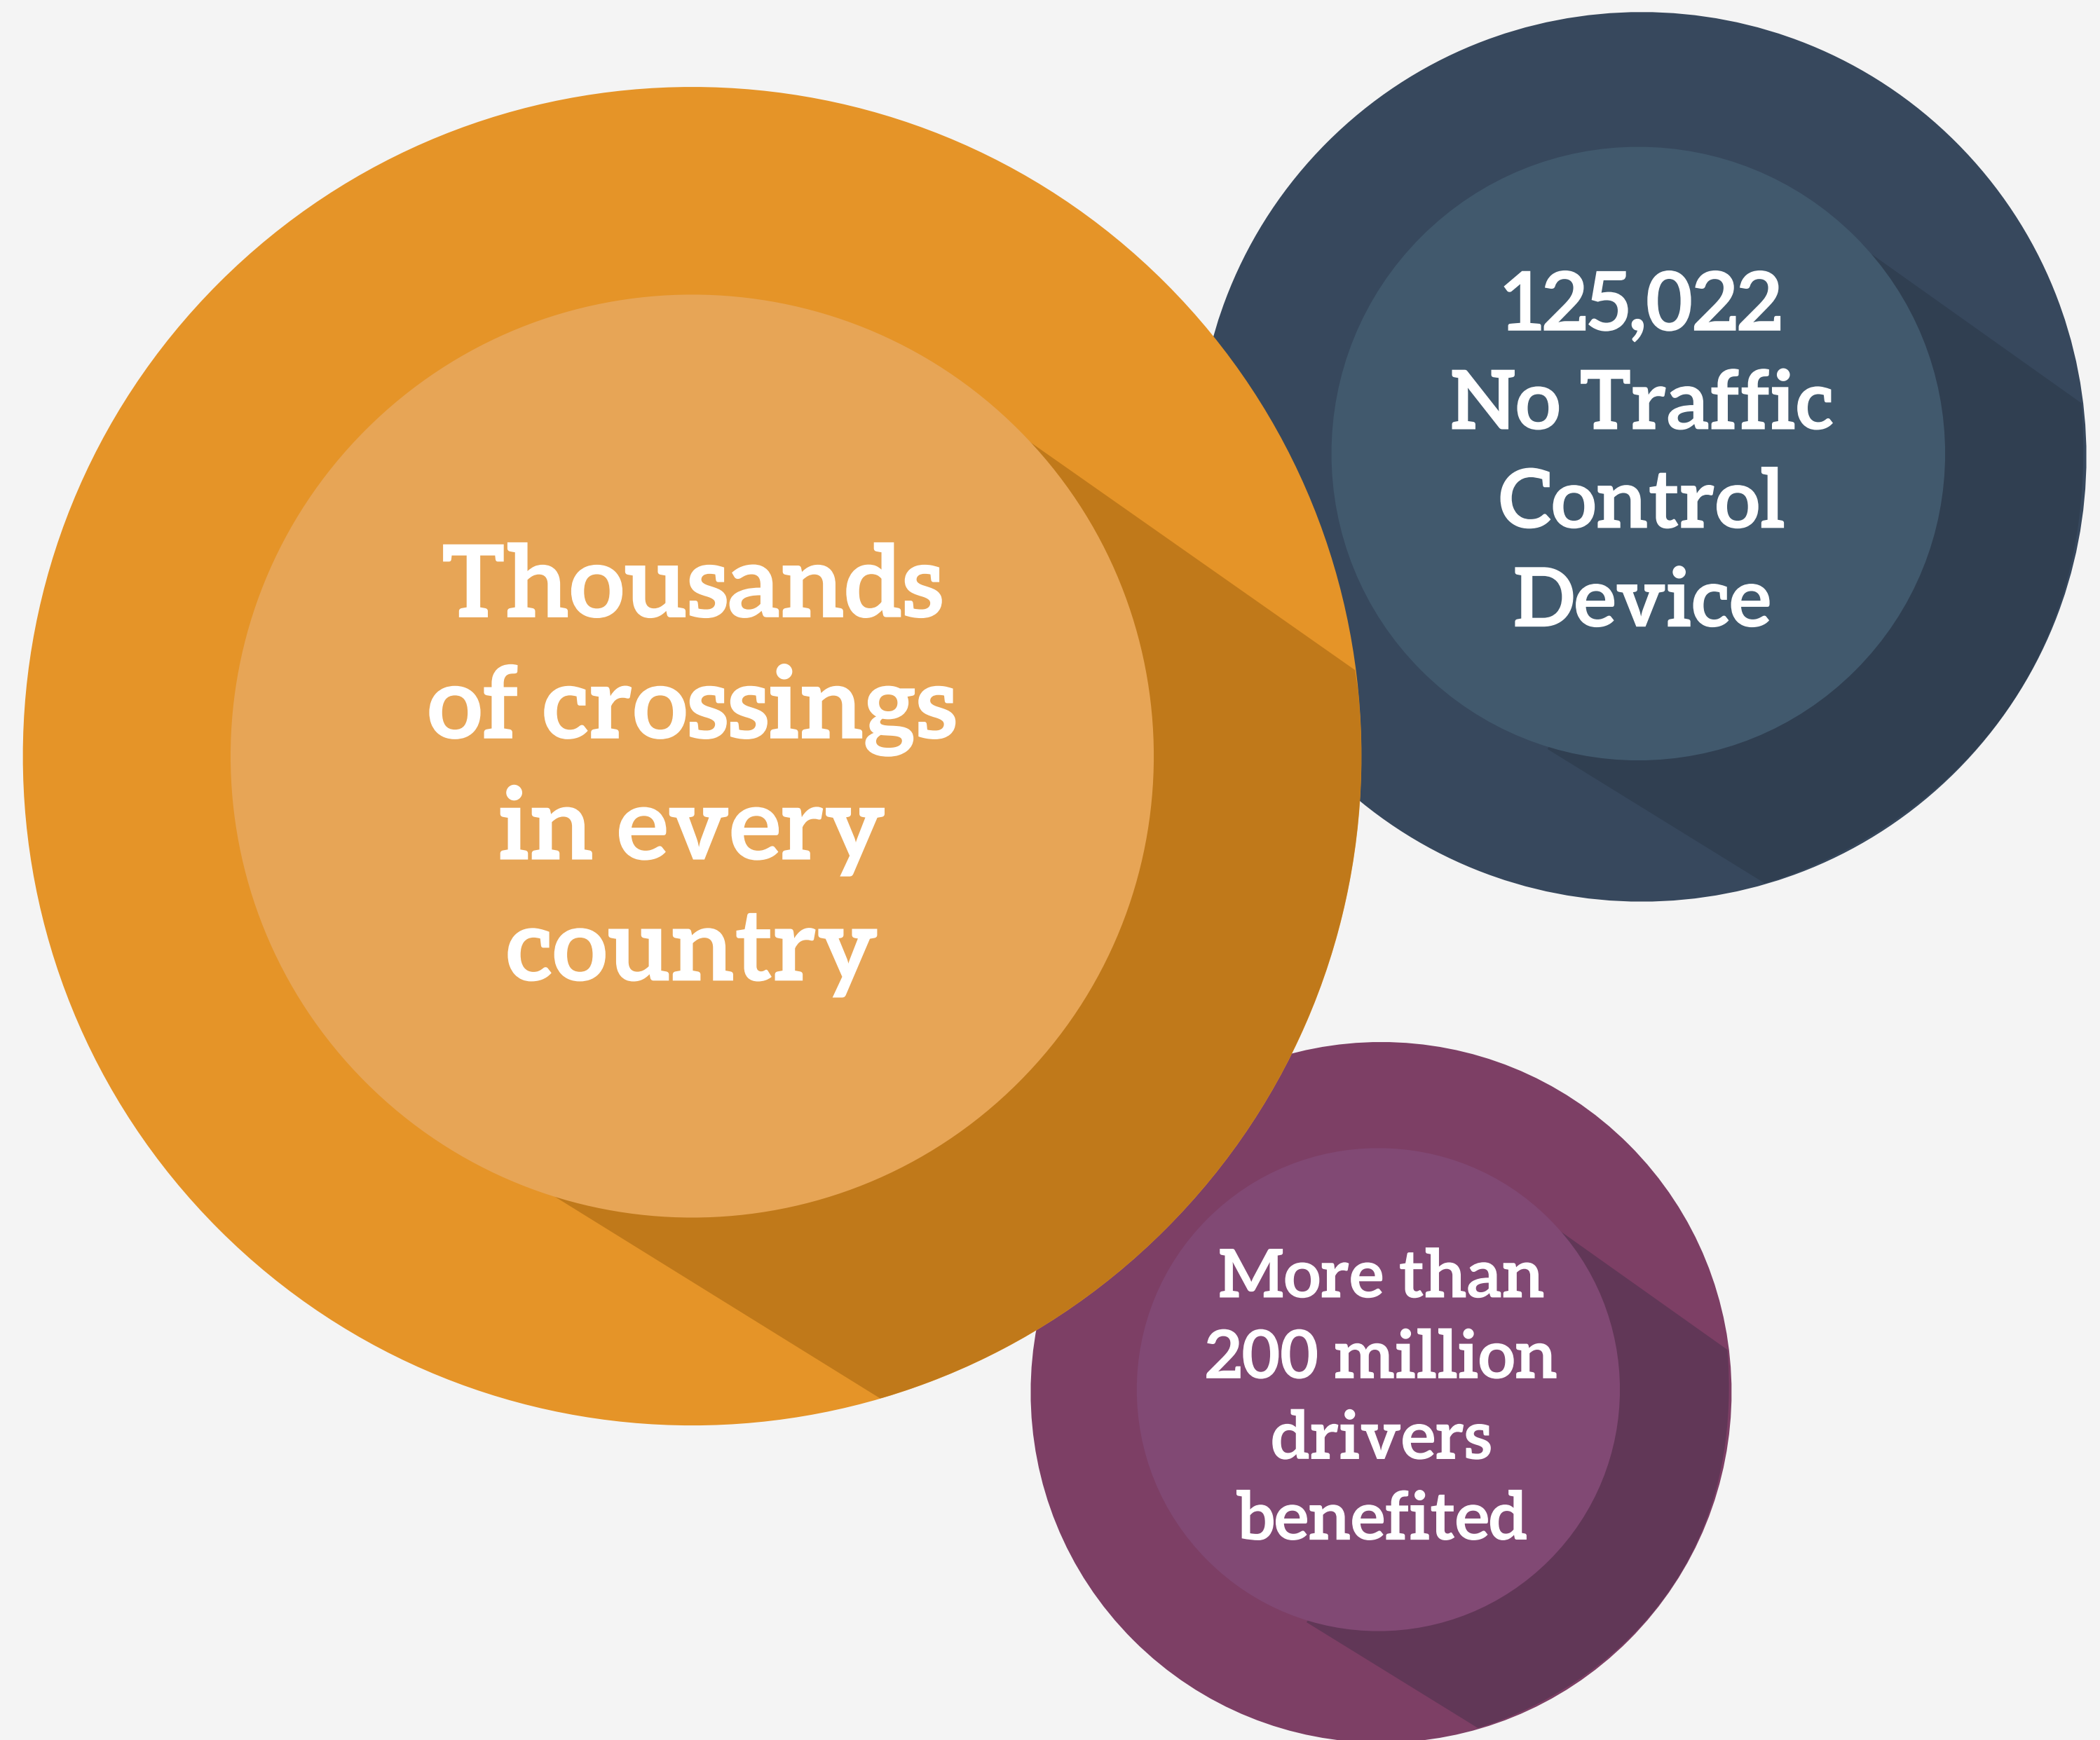 Thousands
of crossings
in every
country
125,022
No Traffic
Control
Device
More than
200 million
drivers
benefited